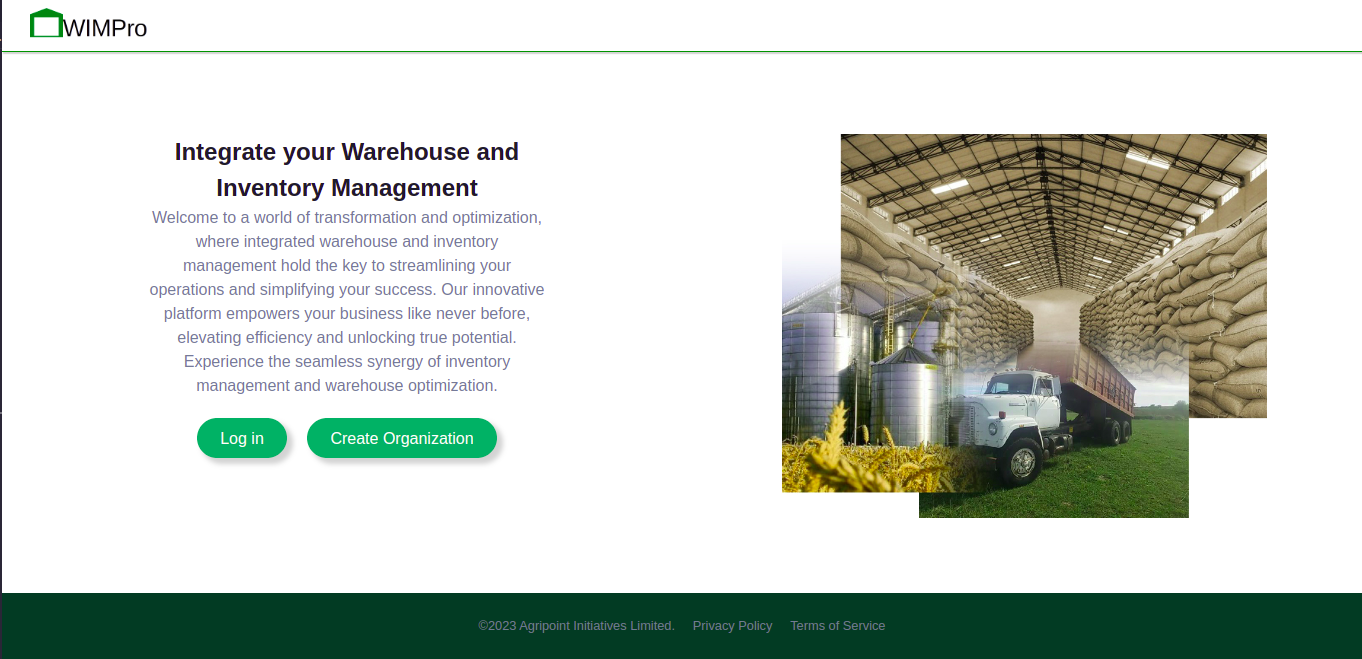 WIMPro
Integrate your Warehouse and
Inventory Management
Welcome to a world of transformation and optimization,
where integrated warehouse and inventory
management hold the key to streamlining your
operations and simplifying your success. Our innovative
platform empowers your business like never before,
elevating efficiency and unlocking true potential.
Experience the seamless synergy of inventory
management and warehouse optimization.
Log in Create Organization
©2023 Agripoint Initiatives Limited. Privacy Policy Terms of Service